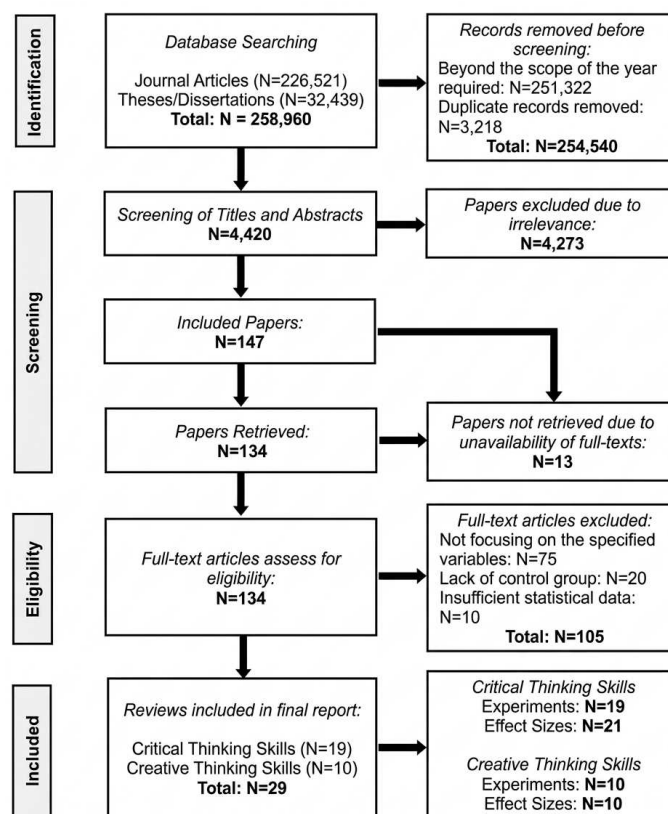 Identification
Database Searching
Journal Articles (N=226,521)
Theses/Dissertations (N=32,439)
Total: N = 258,960
Records removed before
screening:
Beyond the scope of the year
required: N=251,322
Duplicate records removed:
N=3,218
Total: N=254,540
Screening
Screening of Titles and Abstracts
N=4,420
Papers excluded due to
irrelevance:
N=4,273
Included Papers:
N=147
Papers Retrieved:
N=134
Papers not retrieved due to
unavailability of full-texts:
N=13
Eligibility
Full-text articles assess for
eligibility:
N=134
Full-text articles excluded:
Not focusing on the specified
variables: N=75
Lack of control group: N=20
Insufficient statistical data:
N=10
Total: N=105
Included
Reviews included in final report:
Critical Thinking Skills (N=19)
Creative Thinking Skills (N=10)
Total: N=29
Critical Thinking Skills
Experiments: N=19
Effect Sizes: N=21
Creative Thinking Skills
Experiments: N=10
Effect Sizes: N=10